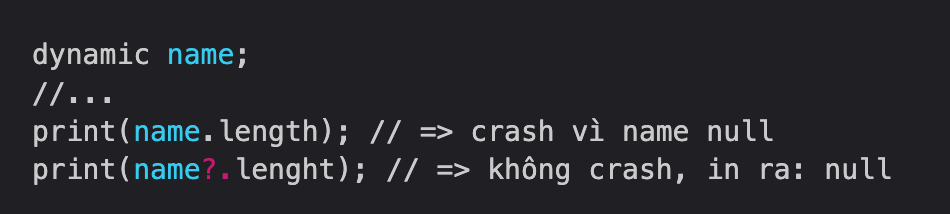 dynamic name;
//...
print(name.length); // => crash vì name null
print(name?.lenght); // => không crash, in ra: null